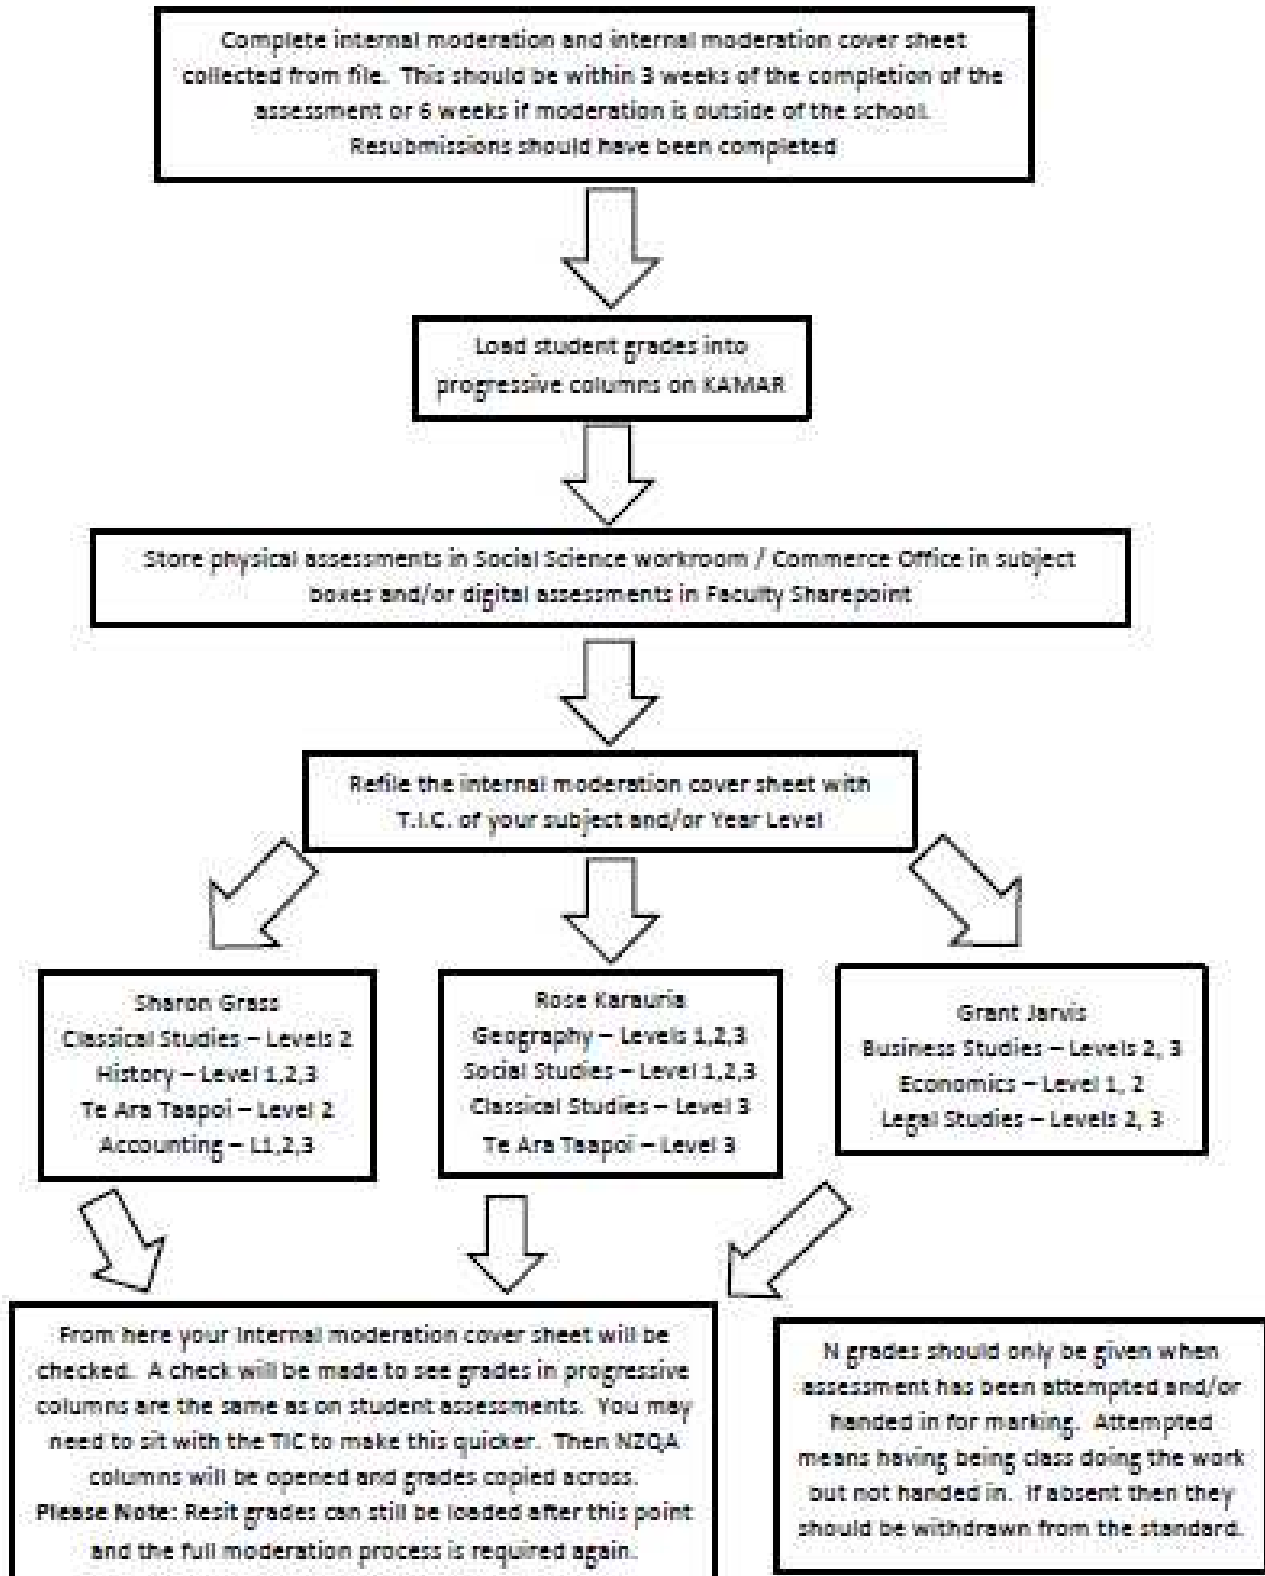 Complete internal moderation and internal moderation cover sheet
collected from file. This should be within 3 weeks of the completion of the
assessment or 6 weeks if moderation is outside of the school.
Resubmissions should have been completed
Load student grades into
progressive columns on KAMAR
Store physical assessments in Social Science workroom / Commerce Office in subject
boxes and/or digital assessments in Faculty Sharepoint
Refile the internal moderation cover sheet with
T.I.C. of your subject and/or Year Level
Sharon Grass
Classical Studies – Levels 2
History – Level 1,2,3
Te Ara Taapoi – Level 2
Accounting – L1,2,3
Rose Karauria
Geography – Levels 1,2,3
Social Studies – Level 1,2,3
Classical Studies – Level 3
Te Ara Taapoi – Level 3
Grant Jarvis
Business Studies – Levels 2, 3
Economics – Level 1, 2
Legal Studies – Levels 2, 3
From here your Internal moderation cover sheet will be
checked. A check will be made to see grades in progressive
columns are the same as on student assessments. You may
need to sit with the TIC to make this quicker. Then NZQA
columns will be opened and grades copied across.
Please Note: Resit grades can still be loaded after this point
and the full moderation process is required again.
N grades should only be given when
assessment has been attempted and/or
handed in for marking. Attempted
means having being class doing the work
but not handed in. If absent then they
should be withdrawn from the standard.